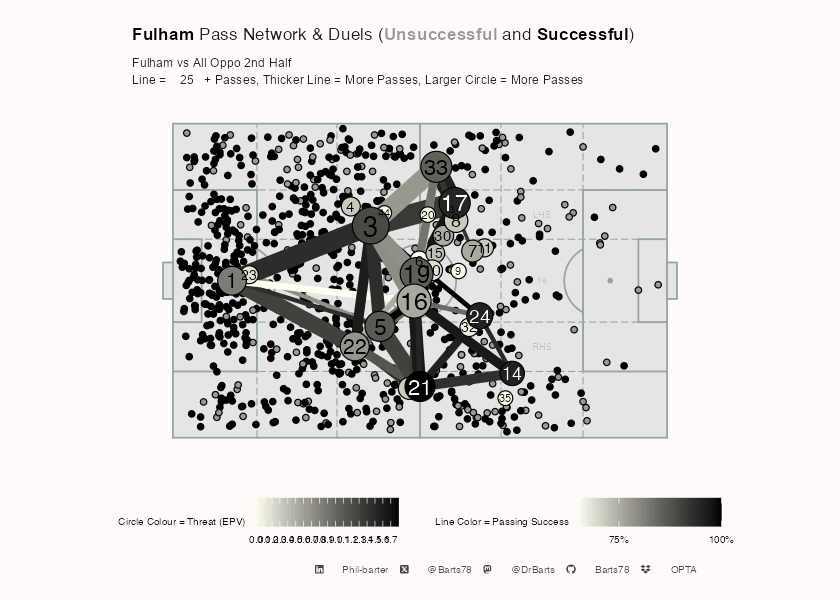 Fulham Pass Network & Duels (Unsuccessful and Successful)
Fulham vs All Oppo 2nd Half
Line = 25 + Passes, Thicker Line = More Passes, Larger Circle = More Passes
33
4 17
20 8
3 LHS
30
15 7 11
1 23 19 9
14
16
5 24
32
22 RHS
14
21
35
Circle Colour = Threat (EPV)
Line Color = Passing Success
75% 100%
Phil-barter @Barts78 @DrBarts Barts78 OPTA